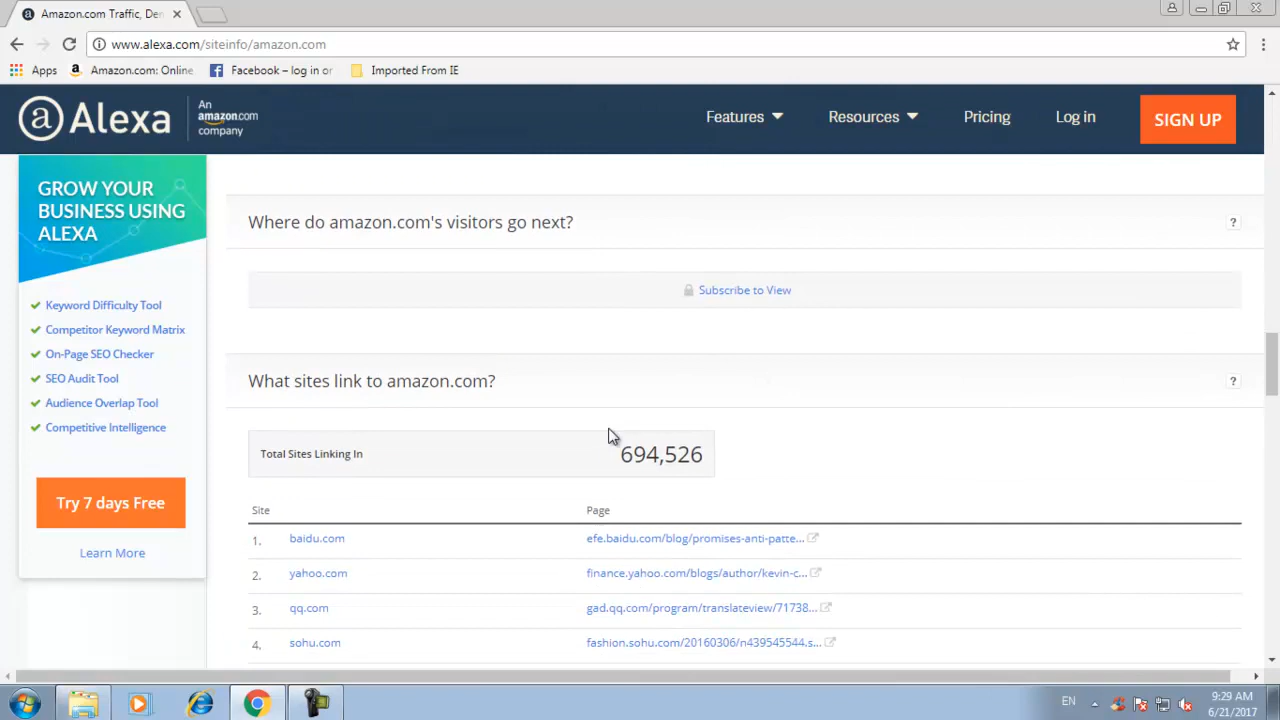 Amazon.com Traffic, Den
www.alexa.com/siteinfo/amazon.com
Apps
Amazon.com: Online
Facebook – log in or
Imported From IE
Alexa
An
amazon.com
company
Features
Resources
Pricing
Log in
SIGN UP
GROW YOUR
BUSINESS USING
ALEXA
Keyword Difficulty Tool
Competitor Keyword Matrix
On-Page SEO Checker
SEO Audit Tool
Audience Overlap Tool
Competitive Intelligence
Try 7 days Free
Learn More
Where do amazon.com's visitors go next?
?
Subscribe to View
What sites link to amazon.com?
?
Total Sites Linking In 694,526
Site Page
1. baidu.com efe.baidu.com/blog/promises-anti-patte...
2. yahoo.com finance.yahoo.com/blogs/author/kevin-c...
3. qq.com gad.qq.com/program/translateview/71738...
4. sohu.com fashion.sohu.com/20160306/n439545544.s...
EN
9:29 AM
6/21/2017